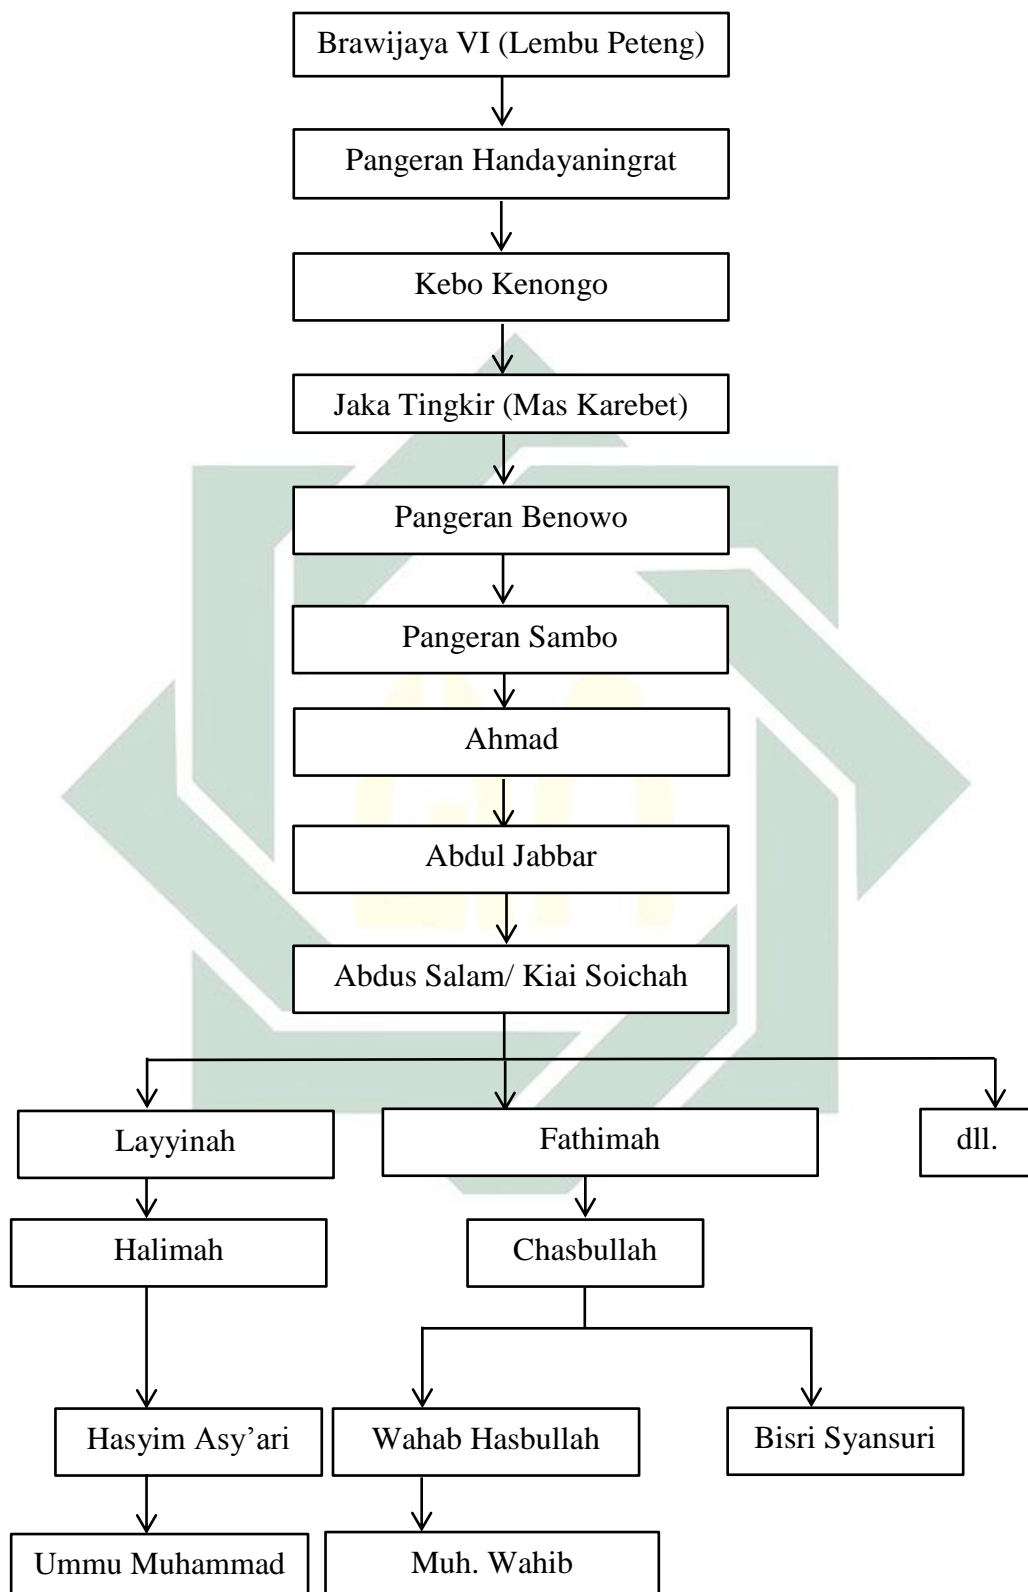 Brawijaya VI (Lembu Peteng)
Pangeran Handayaningrat
Kebo Kenongo
Jaka Tingkir (Mas Karebet)
Pangeran Benowo
Pangeran Sambo
Ahmad
Abdul Jabbar
Abdus Salam/ Kiai Soichah
Layyinah
Fathimah
dll.
Halimah
Chasbullah
Hasyim Asy’ari
Wahab Hasbullah
Bisri Syansuri
Ummu Muhammad
Muh. Wahib